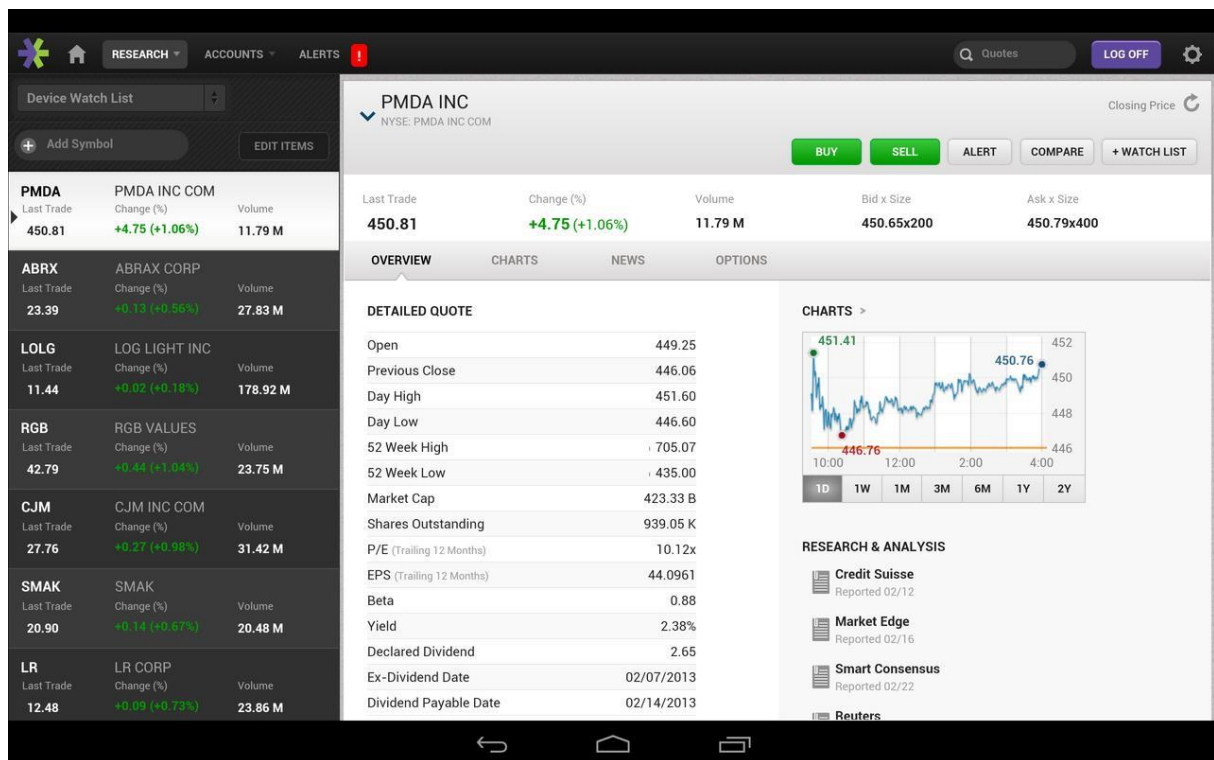 RESEARCH ACCOUNTS ALERTS ! Quotes LOG OFF
Device Watch List
Add Symbol EDIT ITEMS
PMDA PMDA INC COM
Last Trade Change (%) Volume
450.81 +4.75 (+1.06%) 11.79 M
ABRX ABRAX CORP
Last Trade Change (%) Volume
23.39 +0.13 (+0.56%) 27.83 M
LOLG LOG LIGHT INC
Last Trade Change (%) Volume
11.44 +0.02 (+0.18%) 178.92 M
RGB RGB VALUES
Last Trade Change (%) Volume
42.79 +0.44 (+1.04%) 23.75 M
CJM CJM INC COM
Last Trade Change (%) Volume
27.76 +0.27 (+0.98%) 31.42 M
SMAK SMAK
Last Trade Change (%) Volume
20.90 +0.14 (+0.67%) 20.48 M
LR LR CORP
Last Trade Change (%) Volume
12.48 +0.09 (+0.73%) 23.86 M
PMDA INC
NYSE: PMDA INC COM
Closing Price
BUY SELL ALERT COMPARE + WATCH LIST
Last Trade Change (%) Volume Bid x Size Ask x Size
450.81 +4.75 (+1.06%) 11.79 M 450.65x200 450.79x400
OVERVIEW CHARTS NEWS OPTIONS
DETAILED QUOTE
Open 449.25
Previous Close 446.06
Day High 451.60
Day Low 446.60
52 Week High 705.07
52 Week Low 435.00
Market Cap 423.33 B
Shares Outstanding 939.05 K
P/E (Trailing 12 Months) 10.12x
EPS (Trailing 12 Months) 44.0961
Beta 0.88
Yield 2.38%
Declared Dividend 2.65
Ex-Dividend Date 02/07/2013
Dividend Payable Date 02/14/2013
CHARTS >
451.41 452
450.76
450
448
446.76 446
10:00 12:00 2:00 4:00
1D 1W 1M 3M 6M 1Y 2Y
RESEARCH & ANALYSIS
Credit Suisse
Reported 02/12
Market Edge
Reported 02/16
Smart Consensus
Reported 02/22
Reuters